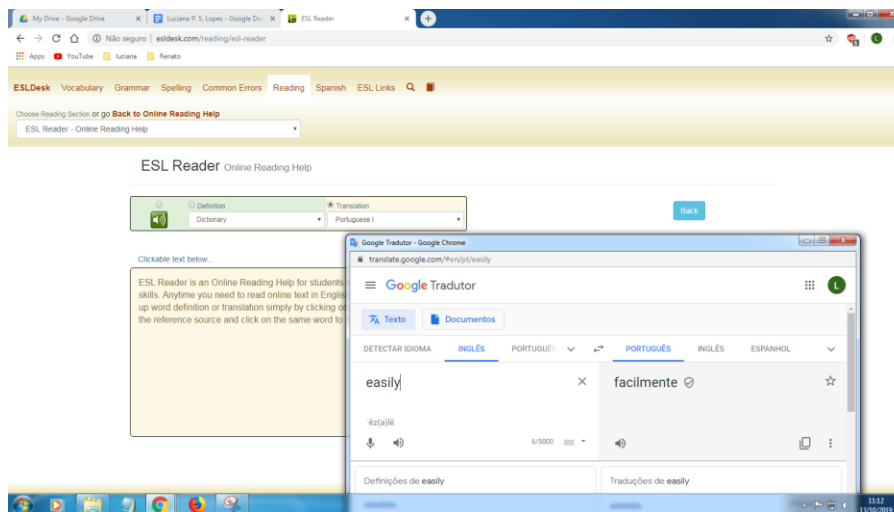 My Drive - Google Drive
Luciana P. S. Lopes - Google Doc
ESL Reader
Não seguro | esldesk.com/reading/esl-reader
Apps YouTube luciana Renato
ESLDesk Vocabulary Grammar Spelling Common Errors Reading Spanish ESL Links
Choose Reading Section or go Back to Online Reading Help
ESL Reader - Online Reading Help
ESL Reader Online Reading Help
Definition Translation
Dictionary Portuguese I
Back
Clickable text below...
ESL Reader is an Online Reading Help for students
skills. Anytime you need to read online text in Englis
up word definition or translation simply by clicking o
the reference source and click on the same word to
Google Tradutor - Google Chrome
translate.google.com/#en/pt/easily
Google Tradutor
L
Texto Documentos
DETECTAR IDIOMA INGLÊS PORTUGUÊS PORTUGUÊS INGLÊS ESPANHOL
easily facilmente
ˈēz(ə)lē
6/5000
Definições de easily Traduções de easily
11:12
13/10/2019